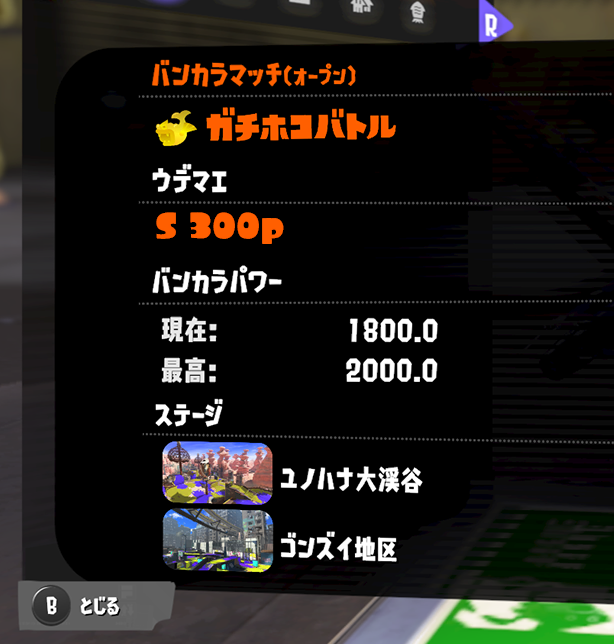 R
バンカラマッチ(オープン)
ガチホコバトル
ウデマエ
S 300p
バンカラパワー
現在: 1800.0
最高: 2000.0
ステージ
ユノハナ大渓谷
ゴンズイ地区
B とじる